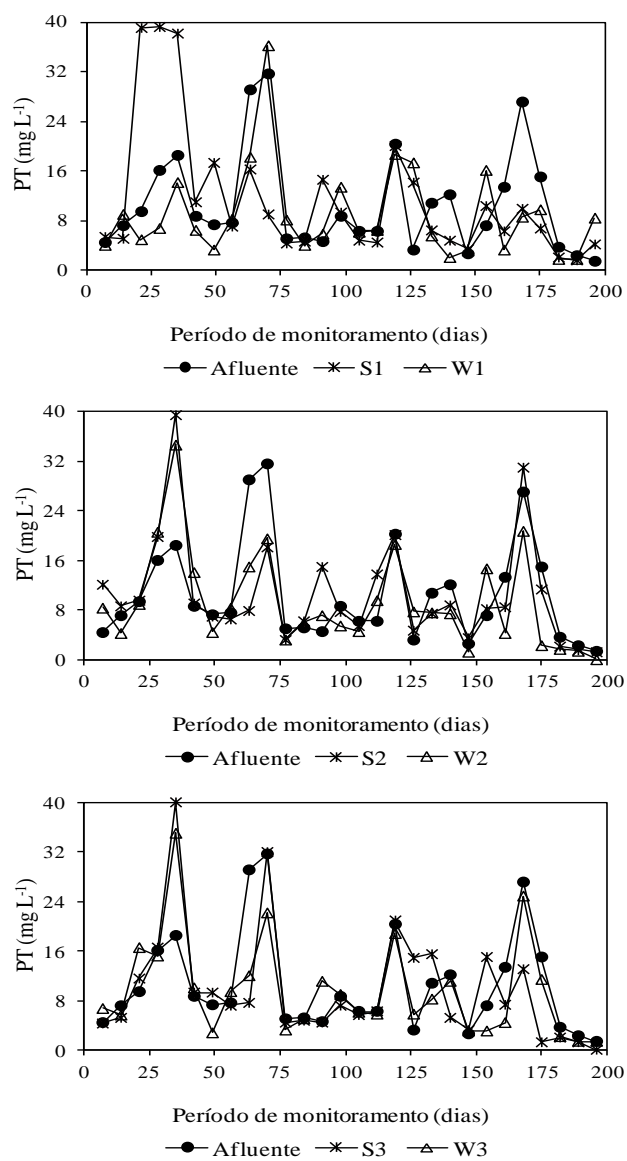 40
32
24
16
8
0
PT (mg L-1)
0 25 50 75 100 125 150 175 200
Período de monitoramento (dias)
Afluente S1 W1
40
32
24
16
8
0
PT (mg L-1)
0 25 50 75 100 125 150 175 200
Período de monitoramento (dias)
Afluente S2 W2
40
32
24
16
8
0
PT (mg L-1)
0 25 50 75 100 125 150 175 200
Período de monitoramento (dias)
Afluente S3 W3